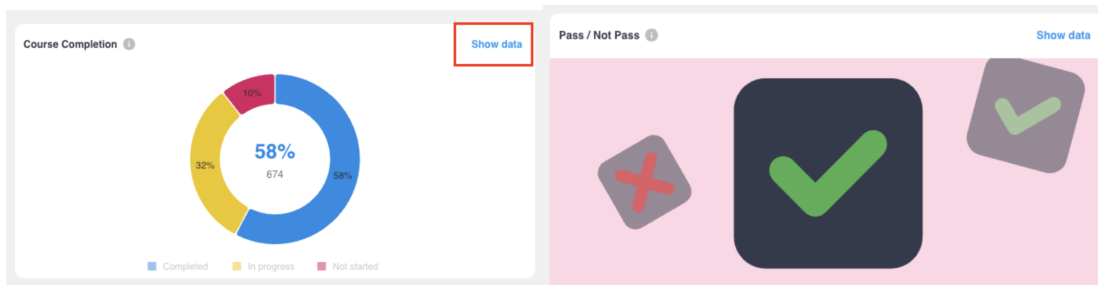 Course Completion
Show data
10%
32%
58%
58%
674
Completed
In progress
Not started
Pass / Not Pass
Show data